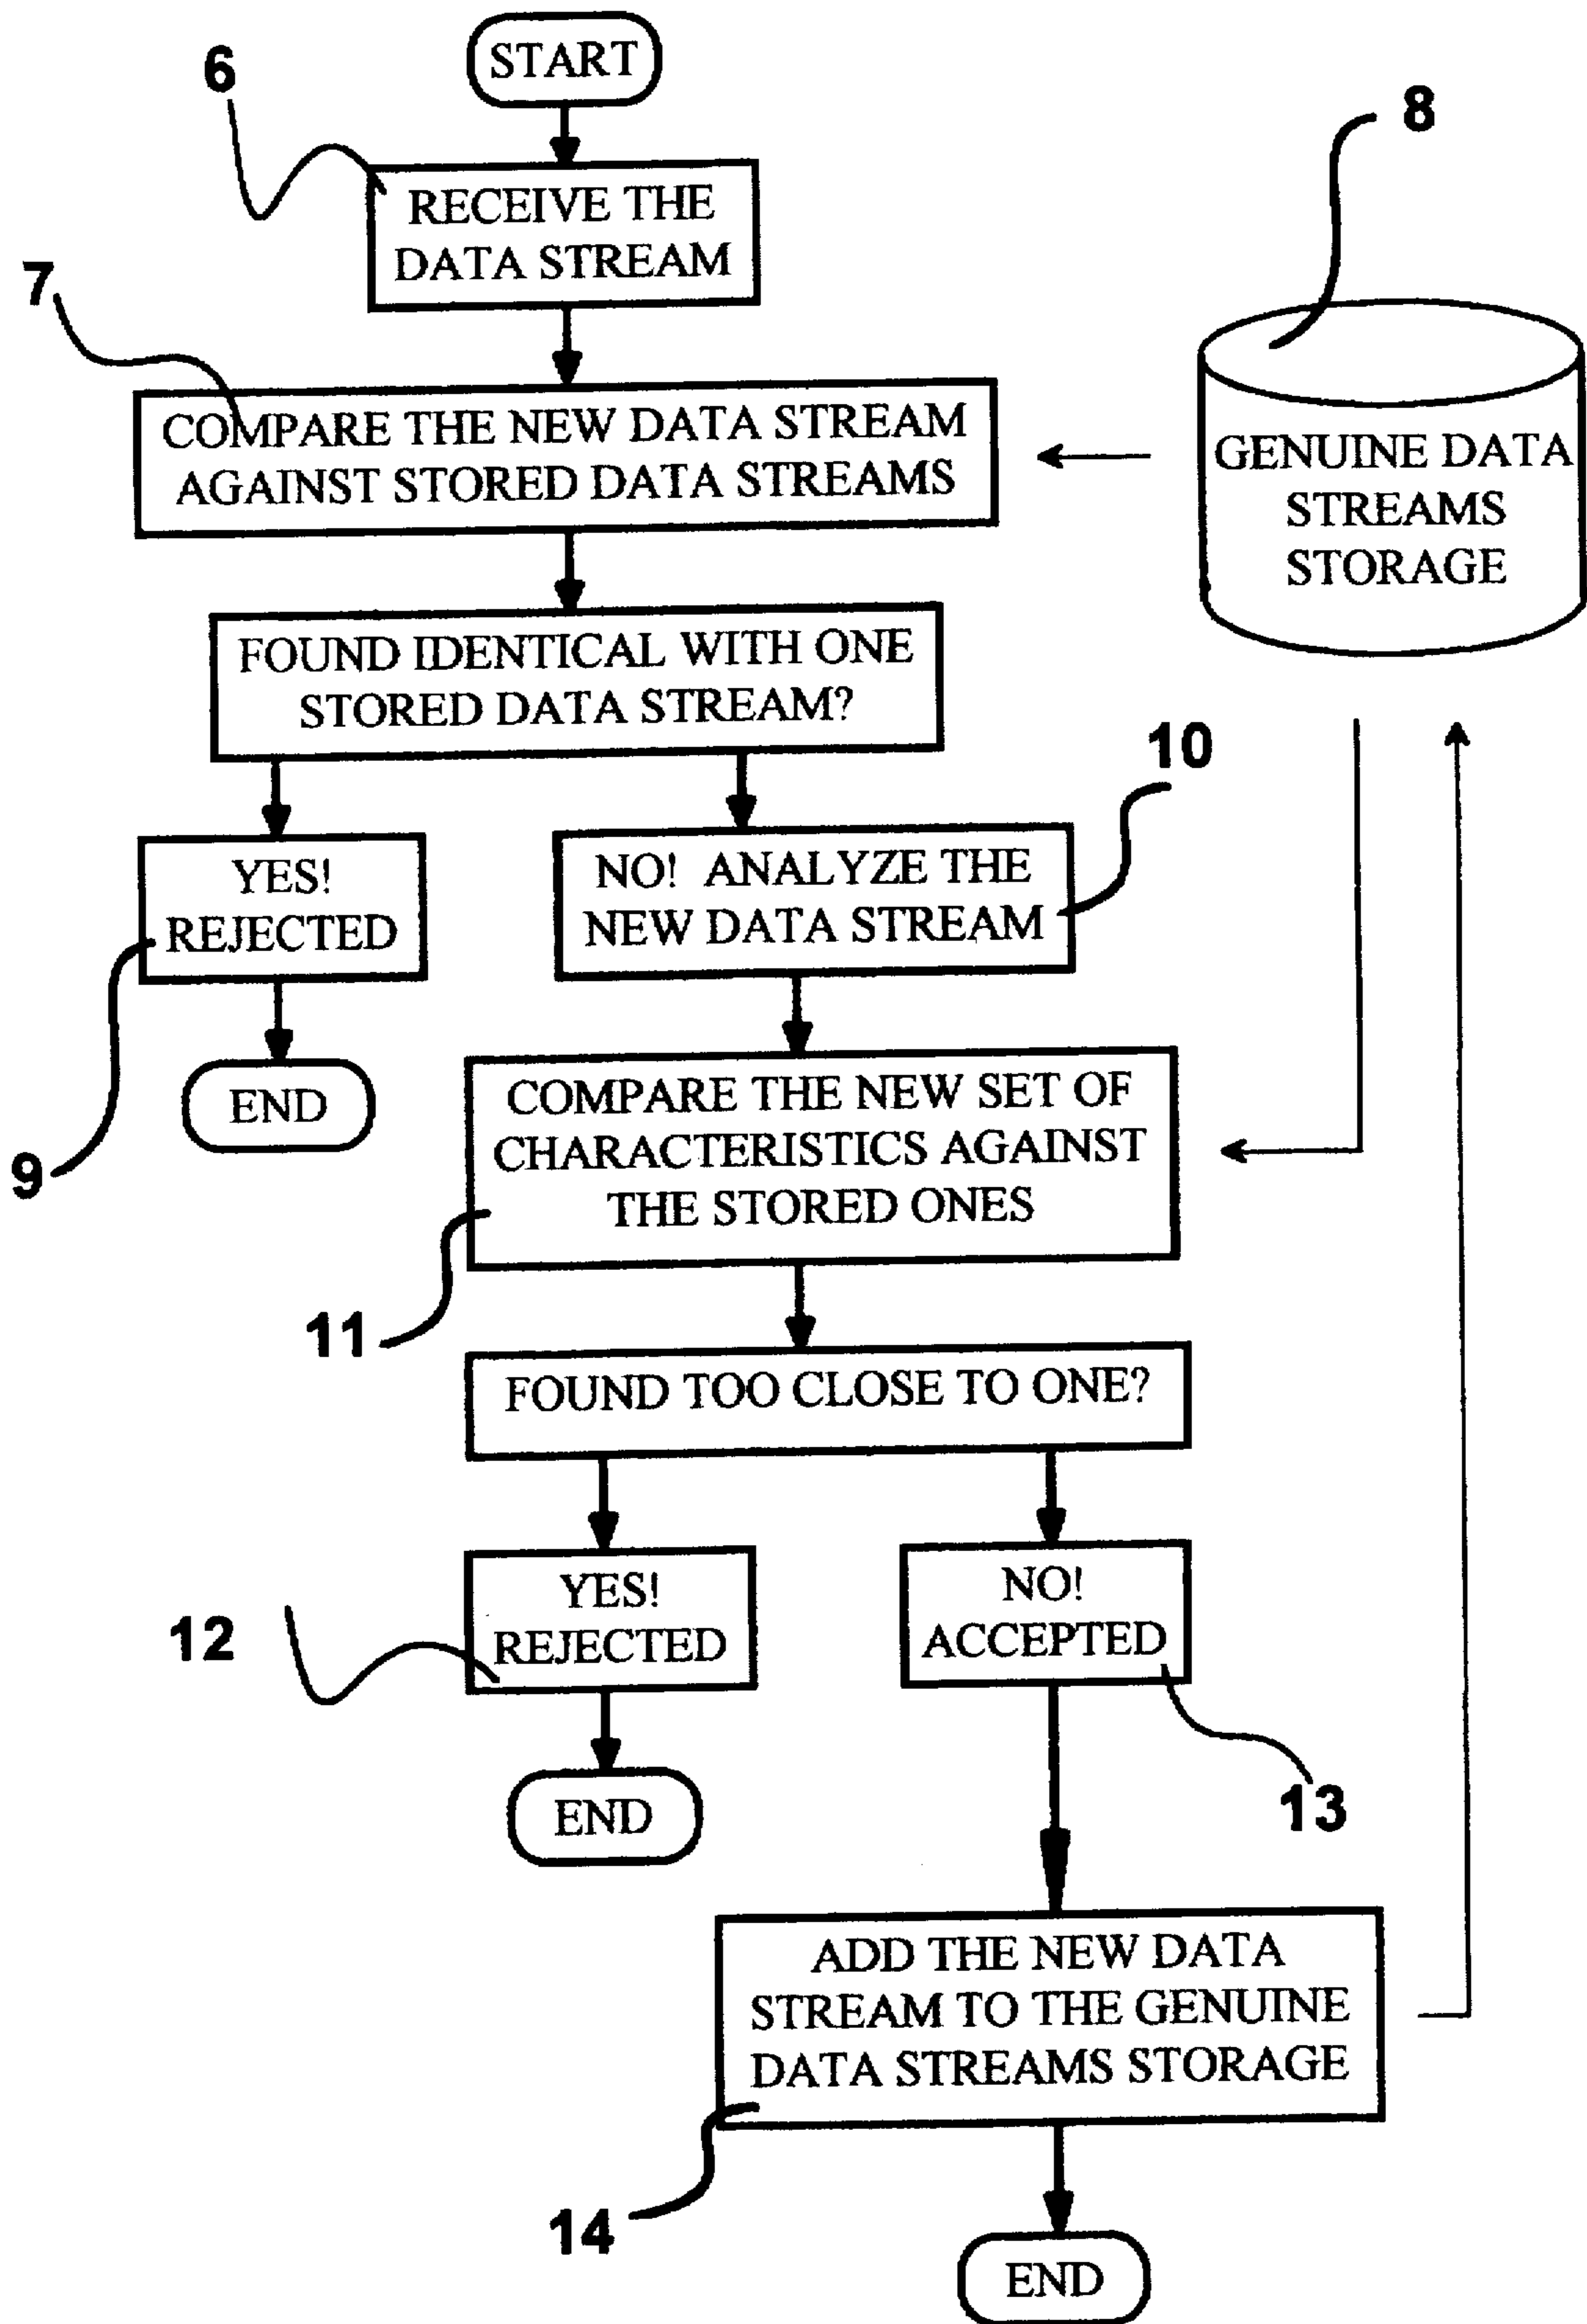 START
6
8
RECEIVE THE
DATA STREAM
7
COMPARE THE NEW DATA STREAM
AGAINST STORED DATA STREAMS
GENUINE DATA
STREAMS
STORAGE
FOUND IDENTICAL WITH ONE
STORED DATA STREAM?
10
YES!
REJECTED
NO! ANALYZE THE
NEW DATA STREAM
9
END
COMPARE THE NEW SET OF
CHARACTERISTICS AGAINST
THE STORED ONES
11
FOUND TOO CLOSE TO ONE?
YES!
REJECTED
NO!
ACCEPTED
12
13
END
ADD THE NEW DATA
STREAM TO THE GENUINE
DATA STREAMS STORAGE
14
END